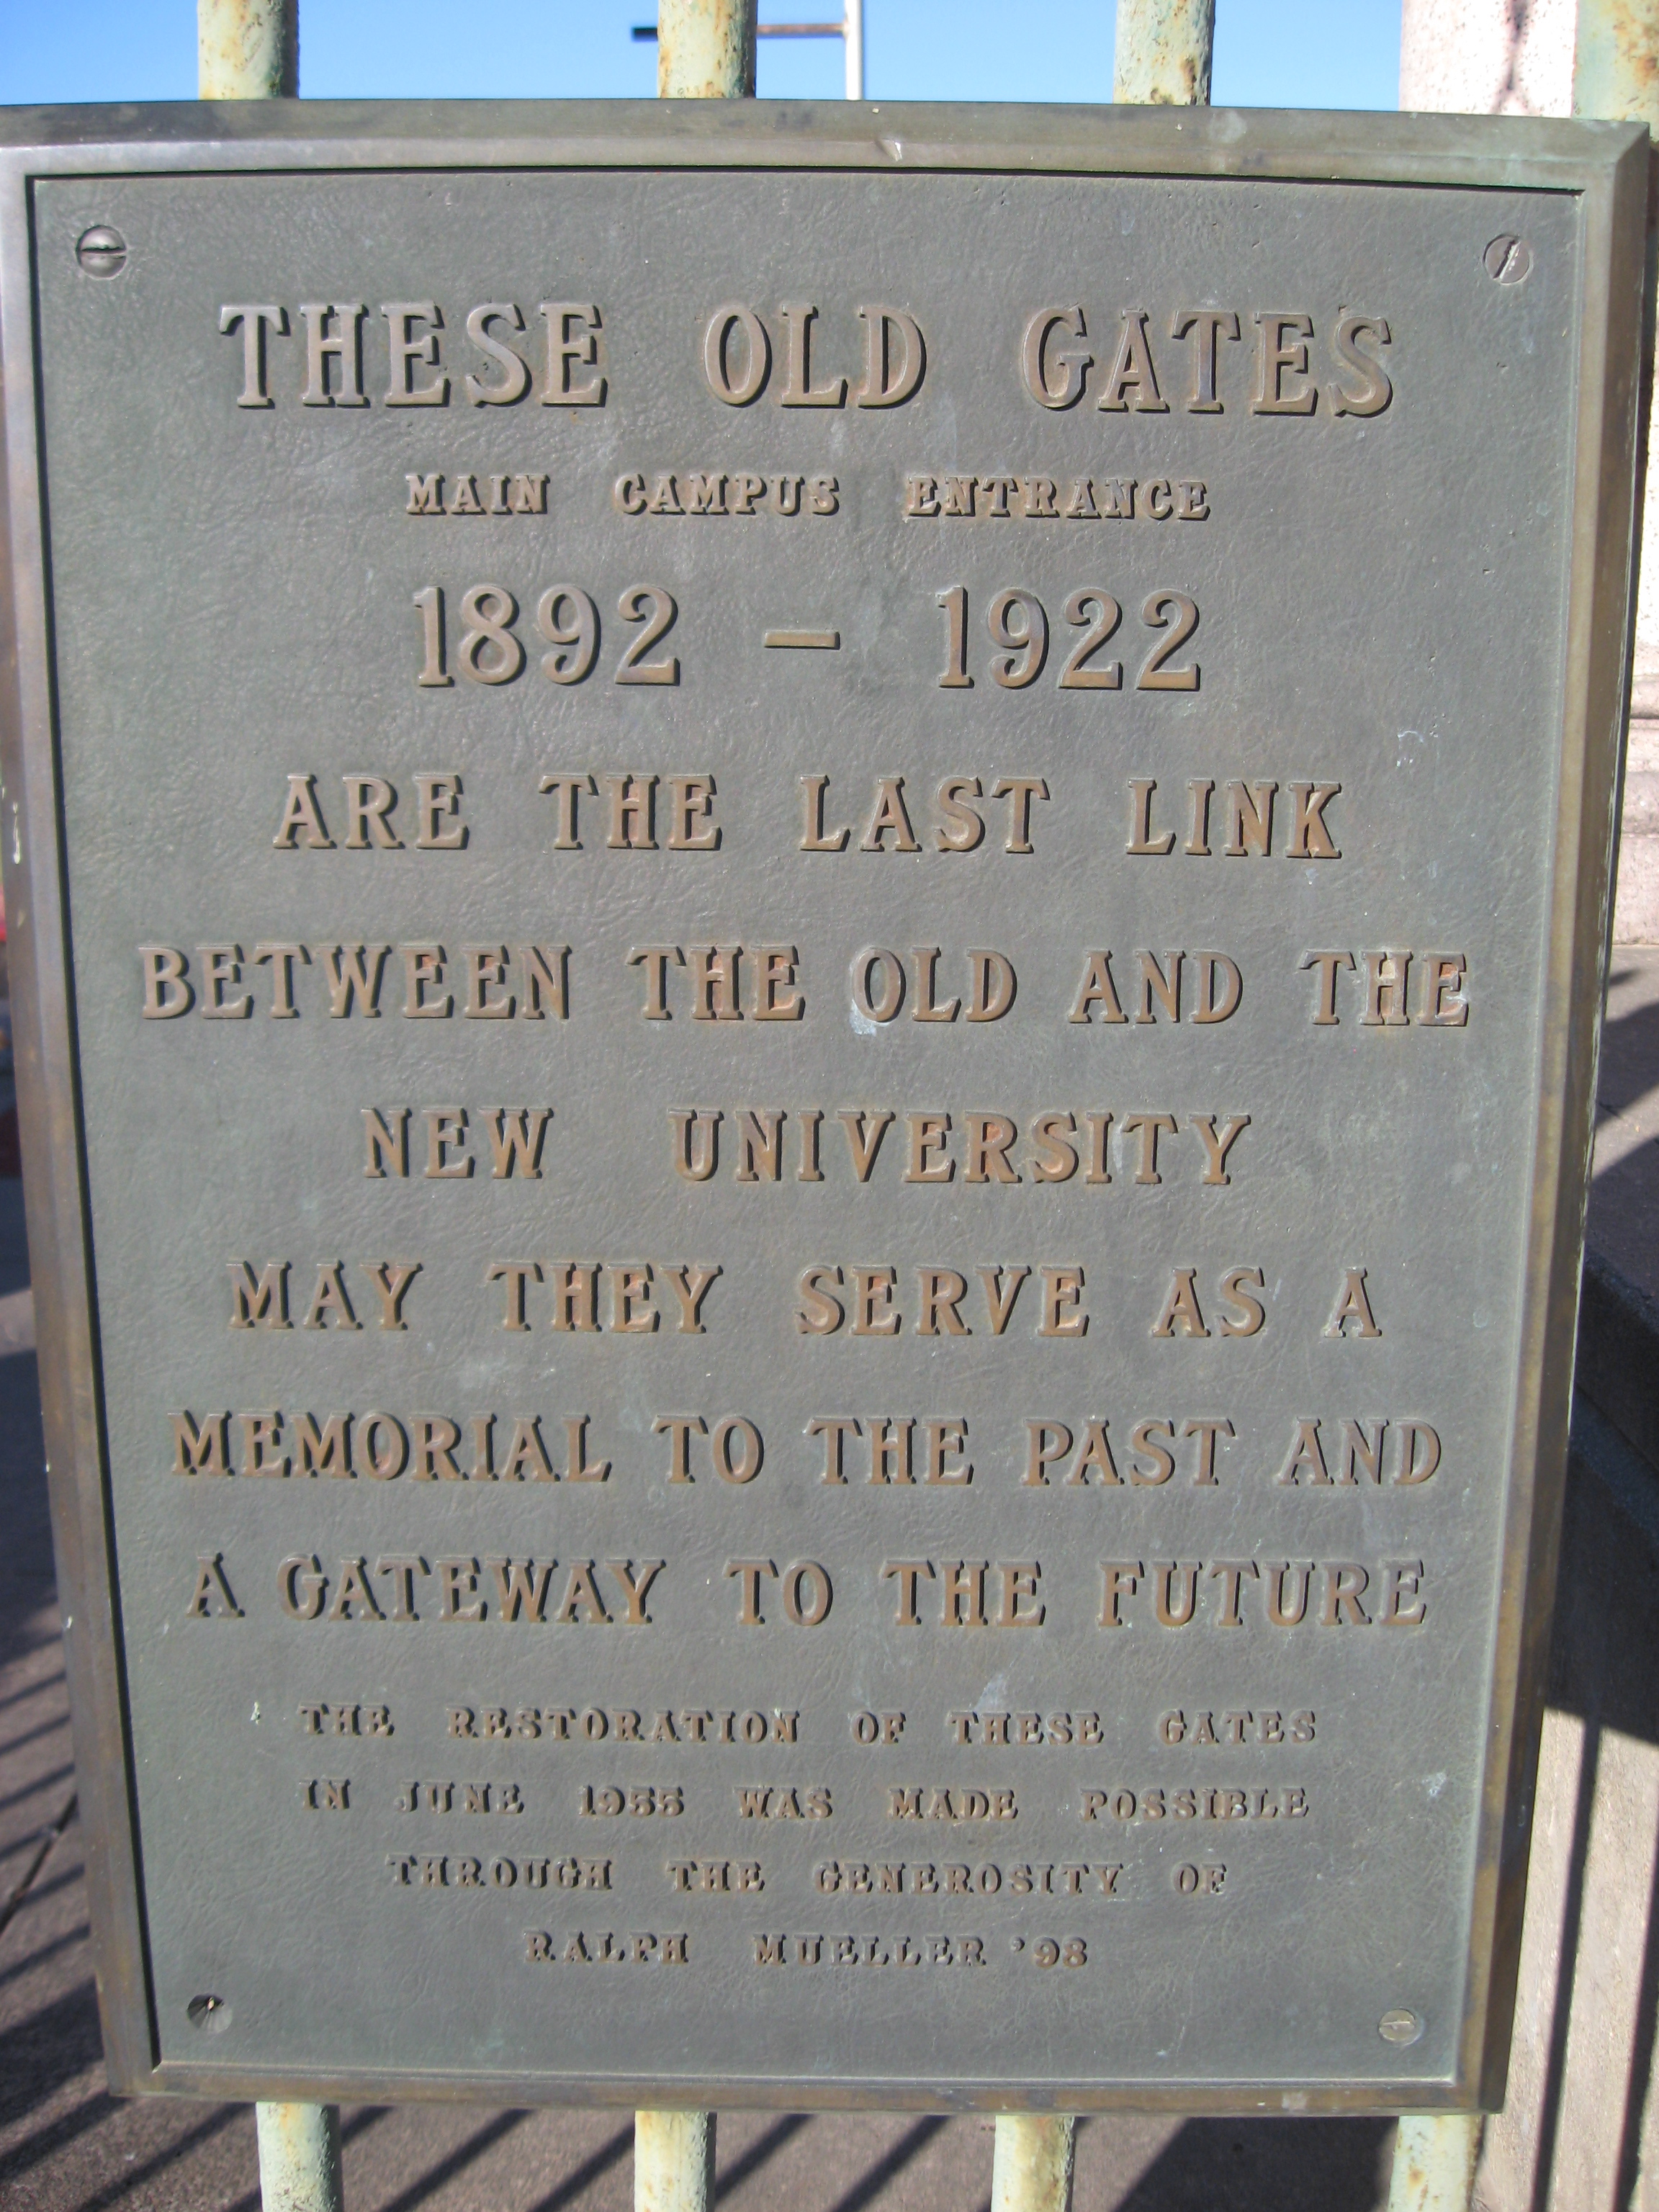 THESE OLD GATES
MAIN CAMPUS ENTRANCE
1892 – 1922
ARE THE LAST LINK
BETWEEN THE OLD AND THE
NEW UNIVERSITY
MAY THEY SERVE AS A
MEMORIAL TO THE PAST AND
A GATEWAY TO THE FUTURE
THE RESTORATION OF THESE GATES
IN JUNE 1955 WAS MADE POSSIBLE
THROUGH THE GENEROSITY OF
RALPH MUELLER '98